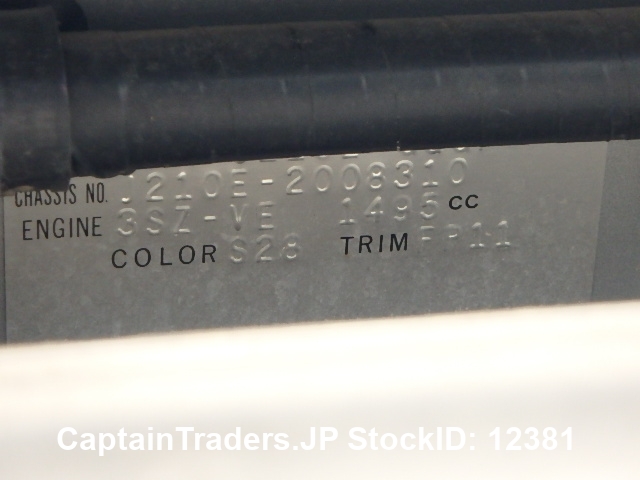 CHASSIS NO. J210E-2008310
ENGINE 3SZ-VE 1495 CC
COLOR S28 TRIM FP11
CaptainTraders.JP StockID: 12381